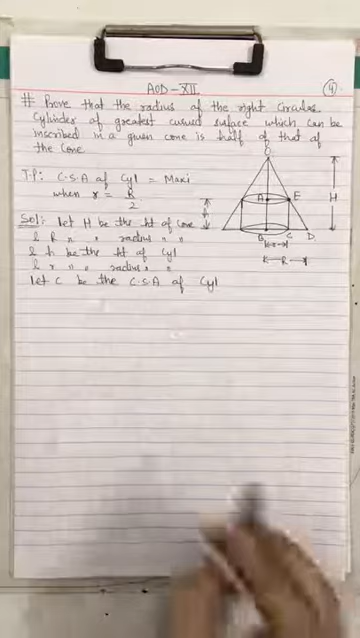 AOD - XII
4
# Prove that the radius of the right circular
Cylinder of greatest curved surface which can be
inscribed in a given cone is half of that of
the Cone.
T.P: C.S.A of Cyl = Maxi
when r = R/2
Sol: let H be the ht of Cone
& R " " radius " "
& h be the ht of Cyl
& r " " radius " "
let C be the C.S.A of Cyl
O
A E
B C D
r
R
h
H